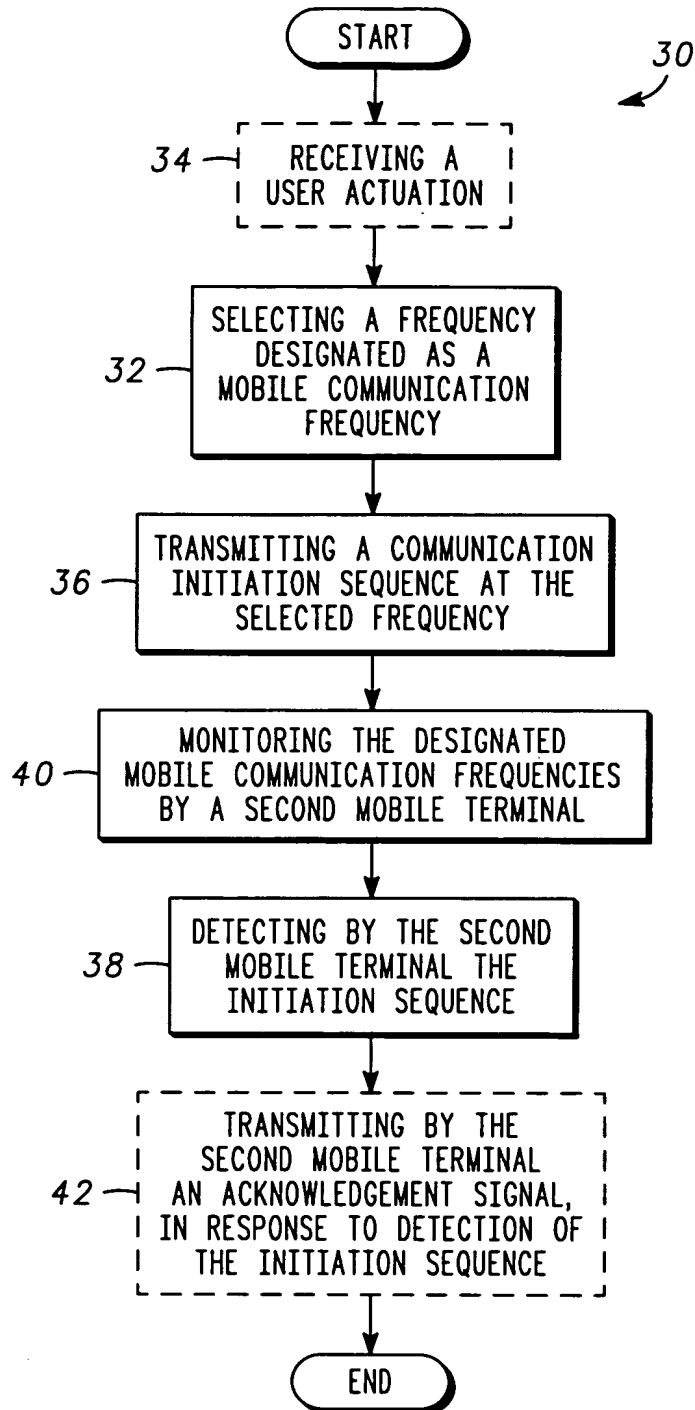 START
30
34
RECEIVING A
USER ACTUATION
32
SELECTING A FREQUENCY
DESIGNATED AS A
MOBILE COMMUNICATION
FREQUENCY
36
TRANSMITTING A COMMUNICATION
INITIATION SEQUENCE AT THE
SELECTED FREQUENCY
40
MONITORING THE DESIGNATED
MOBILE COMMUNICATION FREQUENCIES
BY A SECOND MOBILE TERMINAL
38
DETECTING BY THE SECOND
MOBILE TERMINAL THE
INITIATION SEQUENCE
42
TRANSMITTING BY THE
SECOND MOBILE TERMINAL
AN ACKNOWLEDGEMENT SIGNAL,
IN RESPONSE TO DETECTION OF
THE INITIATION SEQUENCE
END